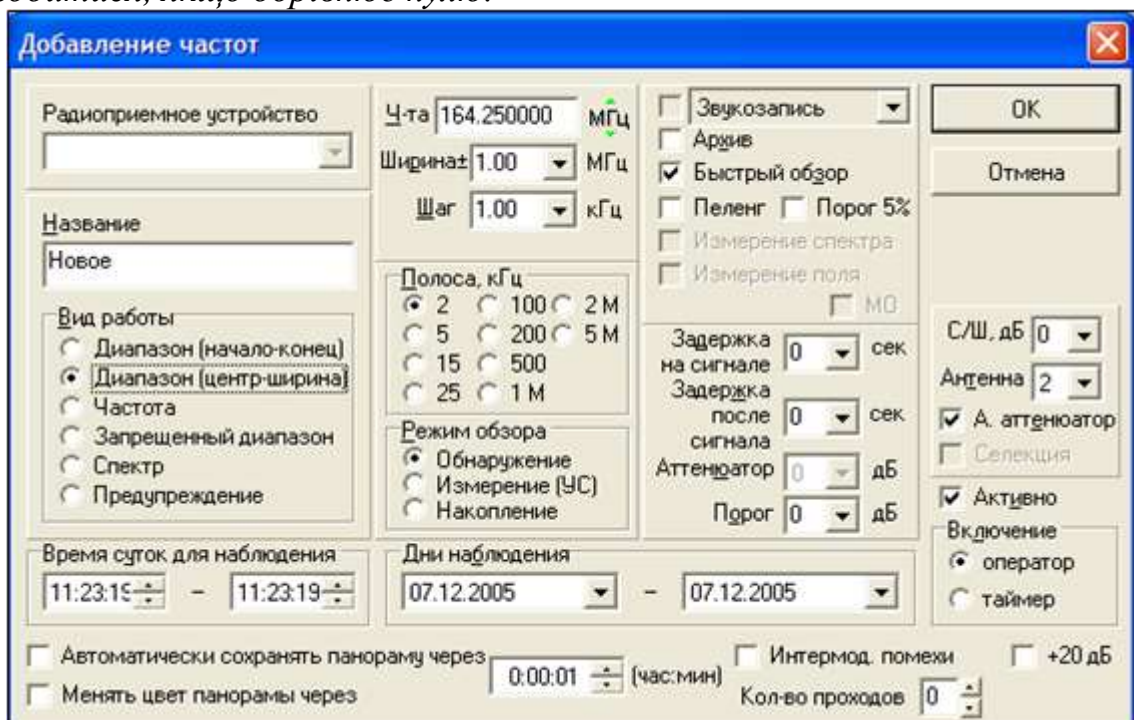 Добавление частот
Радиоприемное устройство
Название
Новое
Вид работы
Диапазон (начало-конец)
Диапазон (центр-ширина)
Частота
Запрещенный диапазон
Спектр
Предупреждение
Ч-та 164.250000 МГц
Ширина± 1.00 МГц
Шаг 1.00 кГц
Полоса, кГц
2 100 2 М
5 200 5 М
15 500
25 1 М
Режим обзора
Обнаружение
Измерение (УС)
Накопление
Звукозапись
Архив
Быстрый обзор
Пеленг Порог 5%
Измерение спектра
Измерение поля
МО
Задержка
на сигнале 0 сек
Задержка
после 0 сек
сигнала
Аттенюатор 0 дБ
Порог 0 дБ
ОК
Отмена
С/Ш, дБ 0
Антенна 2
А. аттенюатор
Селекция
Активно
Включение
оператор
таймер
Время суток для наблюдения
11:23:19 – 11:23:19
Дни наблюдения
07.12.2005 – 07.12.2005
Автоматически сохранять панораму через
Менять цвет панорамы через
0:00:01 (час:мин)
Интермод. помехи +20 дБ
Кол-во проходов 0